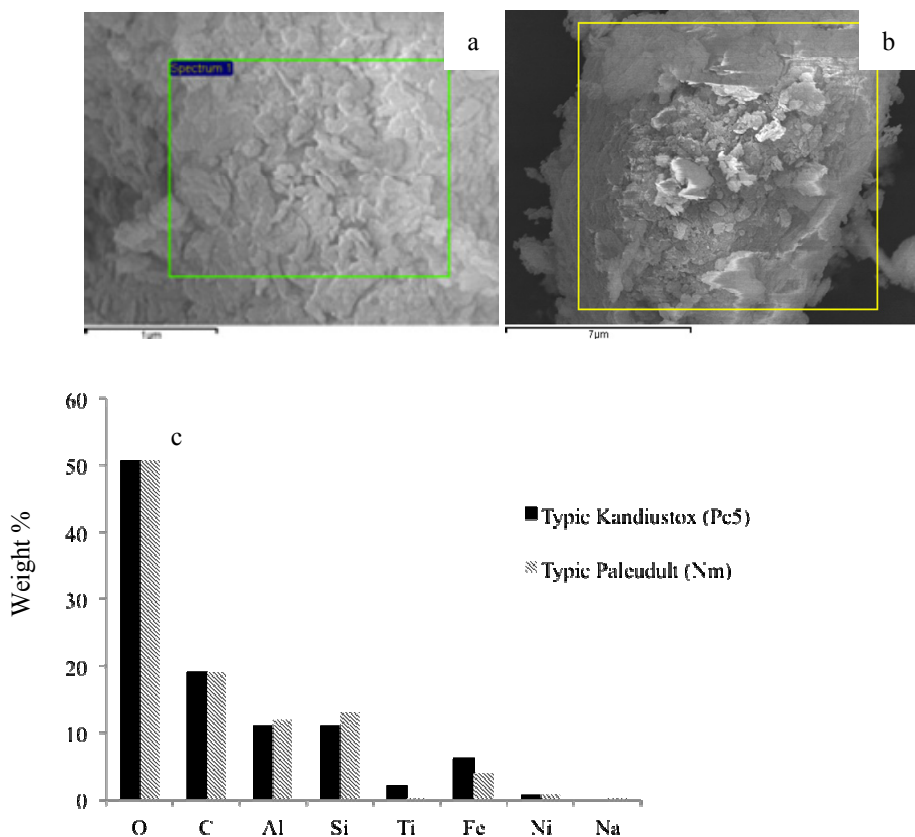 a
b
Spectrum 1
1µm
7µm
60
50
40
30
20
10
0
Weight %
c
Typic Kandiustox (Pc5)
Typic Paleudult (Nm)
O C Al Si Ti Fe Ni Na